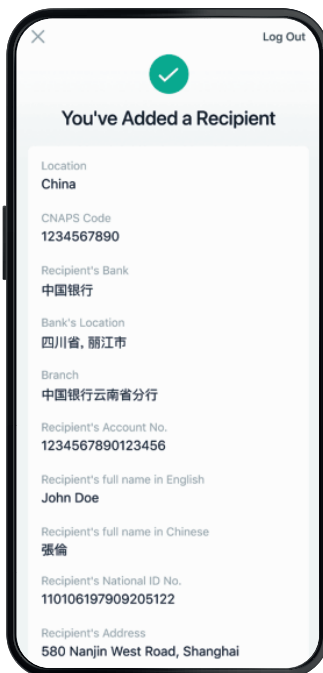 Log Out
You've Added a Recipient
Location
China
CNAPS Code
1234567890
Recipient's Bank
中国银行
Bank's Location
四川省, 丽江市
Branch
中国银行云南省分行
Recipient's Account No.
1234567890123456
Recipient's full name in English
John Doe
Recipient's full name in Chinese
張倫
Recipient's National ID No.
110106197909205122
Recipient's Address
580 Nanjin West Road, Shanghai